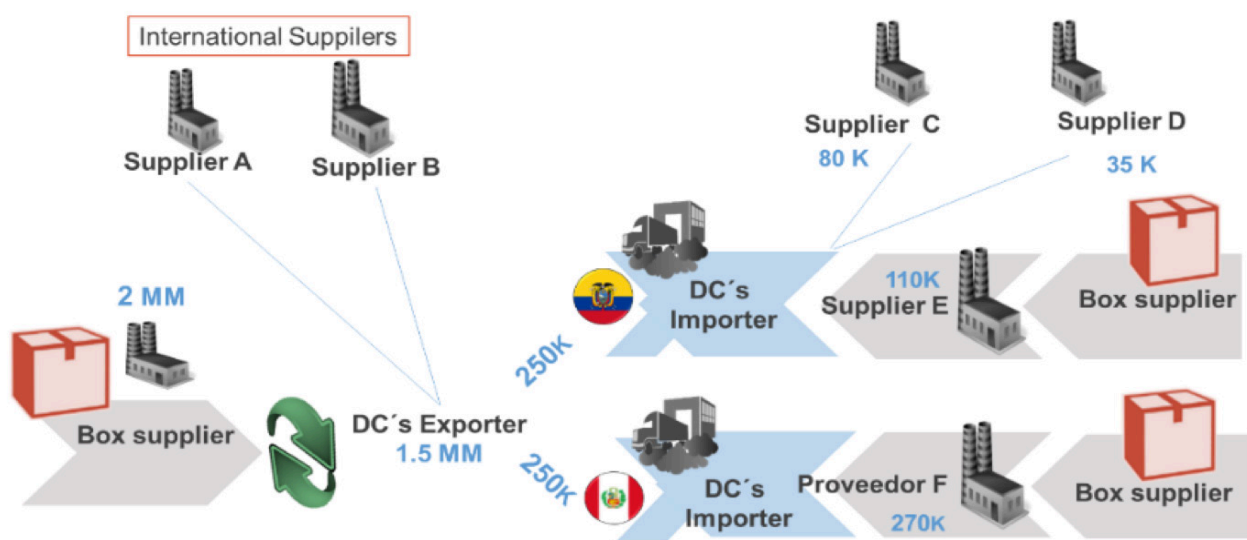 International Suppilers
Supplier A
Supplier B
Supplier C
80 K
Supplier D
35 K
2 MM
Box supplier
DC´s Exporter
1.5 MM
250K
250K
DC´s
Importer
110K
Supplier E
Box supplier
DC´s
Importer
Proveedor F
270K
Box supplier